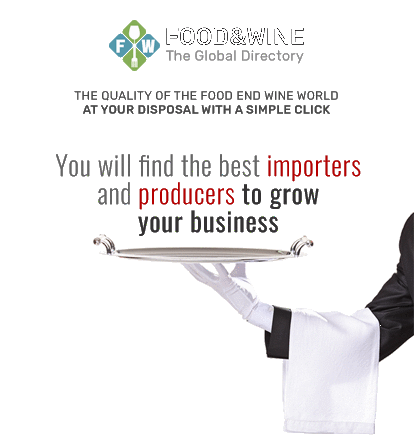 F W
FOOD&WINE
The Global Directory
THE QUALITY OF THE FOOD END WINE WORLD
AT YOUR DISPOSAL WITH A SIMPLE CLICK
You will find the best importers
and producers to grow
your business